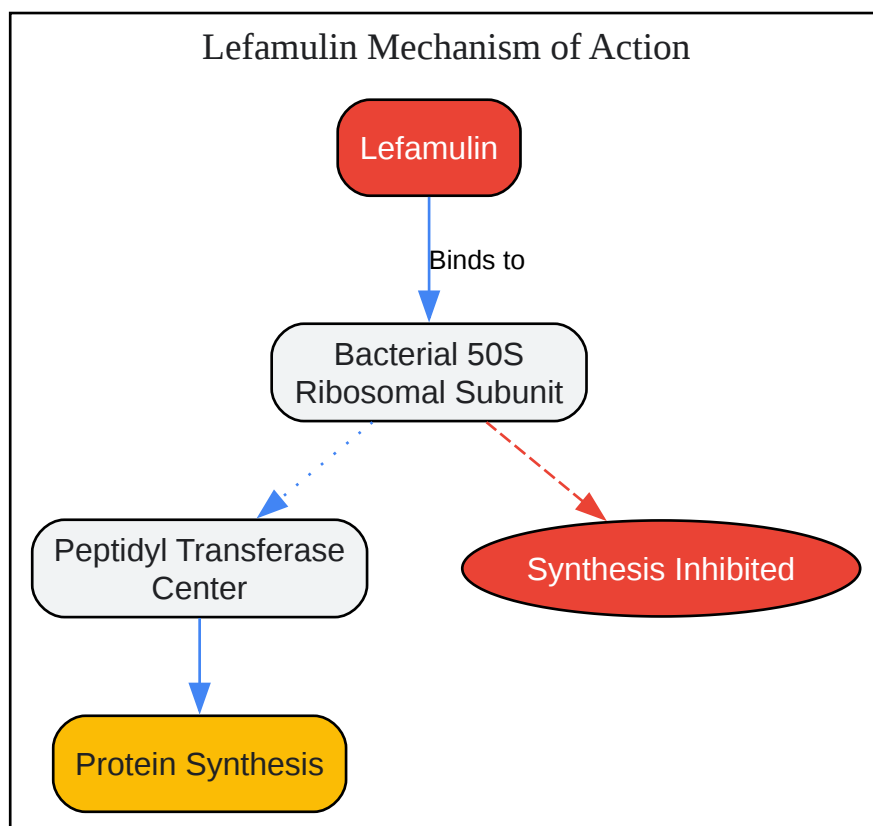 Lefamulin Mechanism of Action
Lefamulin
Binds to
Bacterial 50S
Ribosomal Subunit
Peptidyl Transferase
Center
Synthesis Inhibited
Protein Synthesis